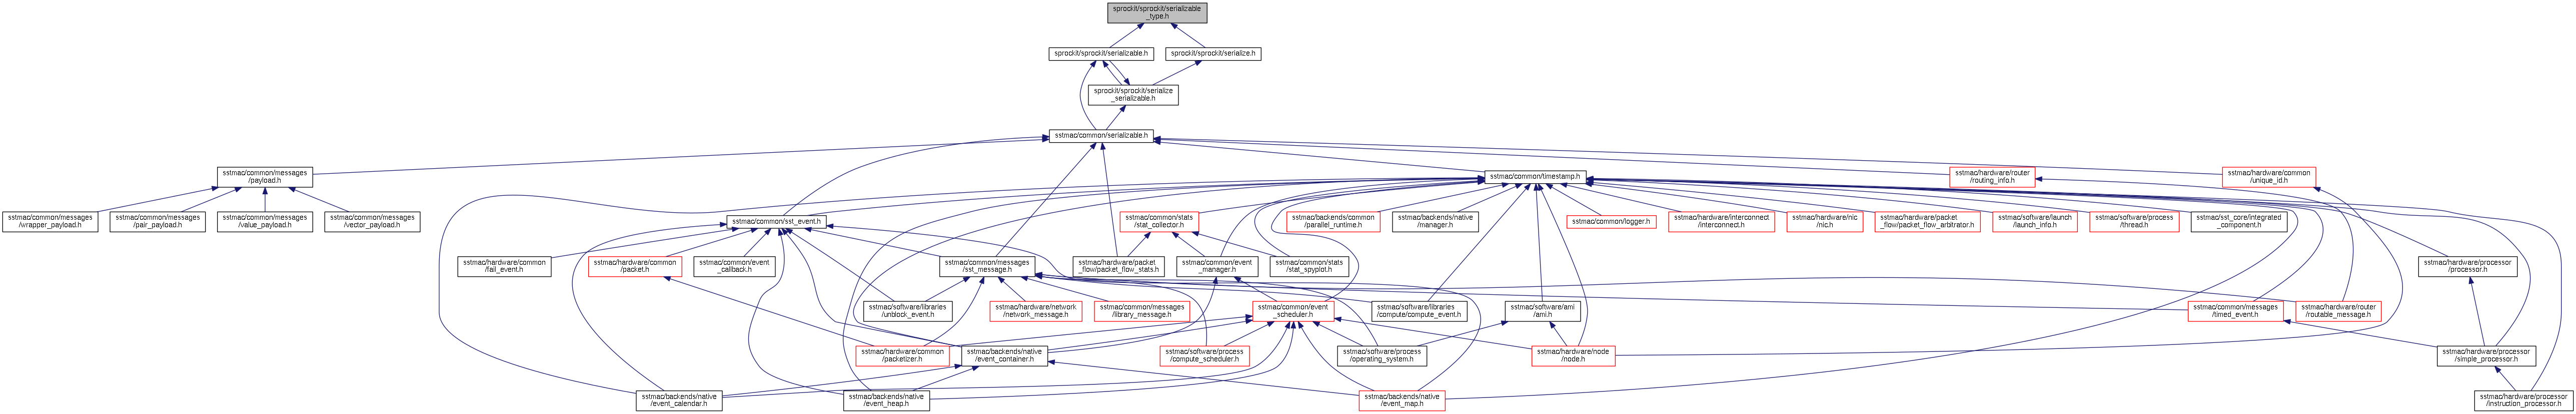 sprockit/sprockit/serializable
_type.h
sprockit/sprockit/serializable.h
sprockit/sprockit/serialize.h
sprockit/sprockit/serialize
_serializable.h
sstmac/common/serializable.h
sstmac/common/messages
/payload.h
sstmac/common/timestamp.h
sstmac/hardware/router
/routing_info.h
sstmac/hardware/common
/unique_id.h
sstmac/common/messages
/wrapper_payload.h
sstmac/common/messages
/pair_payload.h
sstmac/common/messages
/value_payload.h
sstmac/common/messages
/vector_payload.h
sstmac/common/sst_event.h
sstmac/common/stats
/stat_collector.h
sstmac/backends/common
/parallel_runtime.h
sstmac/backends/native
/manager.h
sstmac/common/logger.h
sstmac/hardware/interconnect
/interconnect.h
sstmac/hardware/nic
/nic.h
sstmac/hardware/packet
_flow/packet_flow_arbitrator.h
sstmac/software/launch
/launch_info.h
sstmac/software/process
/thread.h
sstmac/sst_core/integrated
_component.h
sstmac/hardware/common
/fail_event.h
sstmac/hardware/common
/packet.h
sstmac/common/event
_callback.h
sstmac/common/messages
/sst_message.h
sstmac/hardware/packet
_flow/packet_flow_stats.h
sstmac/common/event
_manager.h
sstmac/common/stats
/stat_spyplot.h
sstmac/hardware/processor
/processor.h
sstmac/software/libraries
/unblock_event.h
sstmac/hardware/network
/network_message.h
sstmac/common/messages
/library_message.h
sstmac/common/event
_scheduler.h
sstmac/software/libraries
/compute/compute_event.h
sstmac/software/ami
/ami.h
sstmac/common/messages
/timed_event.h
sstmac/hardware/router
/routable_message.h
sstmac/hardware/common
/packetizer.h
sstmac/backends/native
/event_container.h
sstmac/software/process
/compute_scheduler.h
sstmac/software/process
/operating_system.h
sstmac/hardware/node
/node.h
sstmac/hardware/processor
/simple_processor.h
sstmac/backends/native
/event_calendar.h
sstmac/backends/native
/event_heap.h
sstmac/backends/native
/event_map.h
sstmac/hardware/processor
/instruction_processor.h